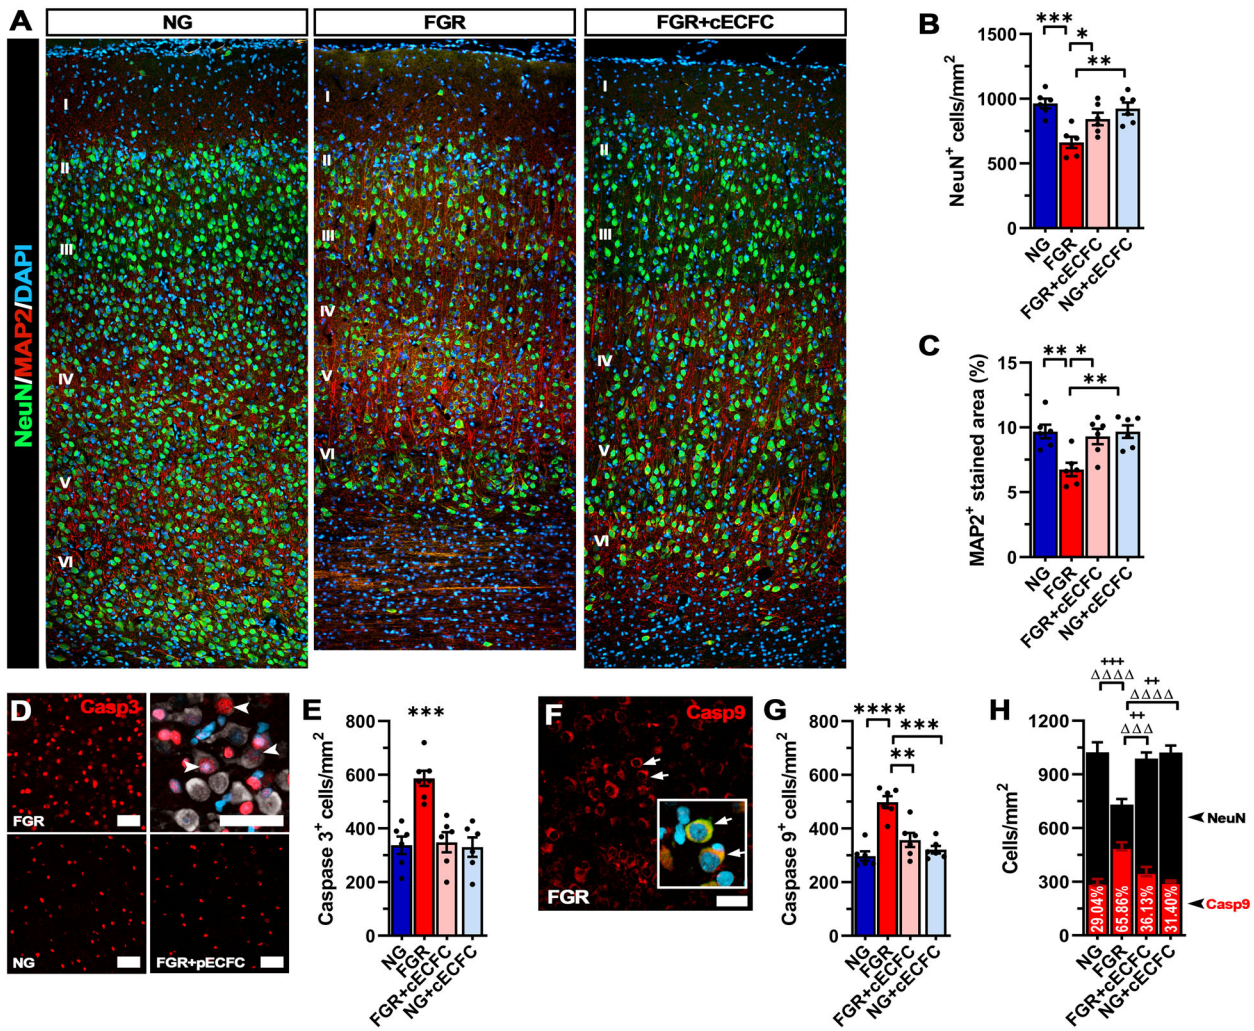 A
NG
FGR
FGR+cECFC
NeuN/MAP2/DAPI
I
II
III
IV
V
VI
I
II
III
IV
V
VI
I
II
III
IV
V
VI
B
***
*
**
1500
1000
500
0
NeuN+ cells/mm²
NG
FGR
FGR+cECFC
NG+cECFC
C
** *
**
15
10
5
0
MAP2+ stained area (%)
NG
FGR
FGR+cECFC
NG+cECFC
D
Casp3
FGR
NG
FGR+pECFC
E
***
800
600
400
200
0
Caspase 3+ cells/mm²
NG
FGR
FGR+cECFC
NG+cECFC
F
Casp9
FGR
G
****
***
**
800
600
400
200
0
Caspase 9+ cells/mm²
NG
FGR
FGR+cECFC
NG+cECFC
H
+++
ΔΔΔΔ
++
ΔΔΔΔ
++
ΔΔΔ
1200
900
600
300
0
Cells/mm²
29.04%
65.86%
36.13%
31.40%
NeuN
Casp9
NG
FGR
FGR+cECFC
NG+cECFC